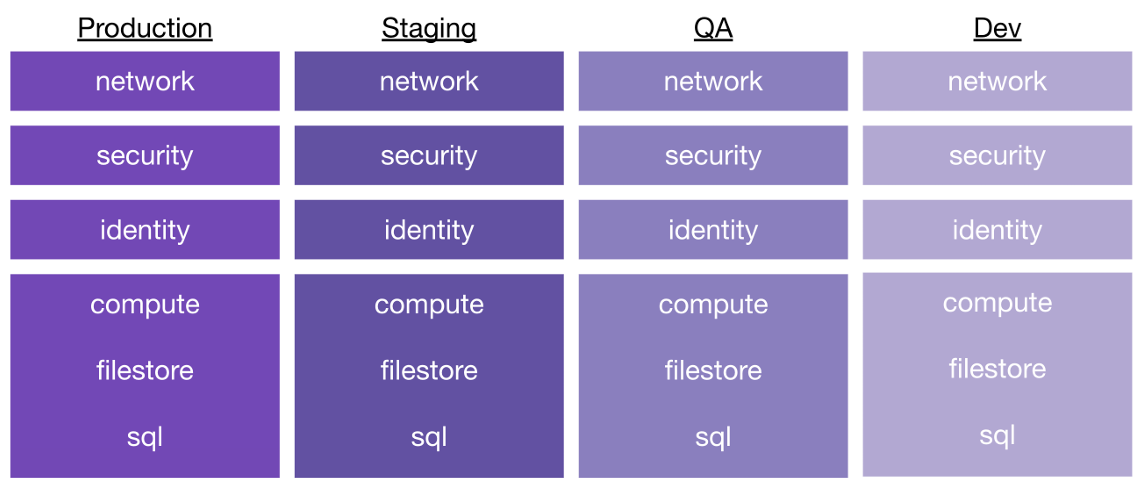 Production Staging QA Dev
network network network network
security security security security
identity identity identity identity
compute compute compute compute
filestore filestore filestore filestore
sql sql sql sql